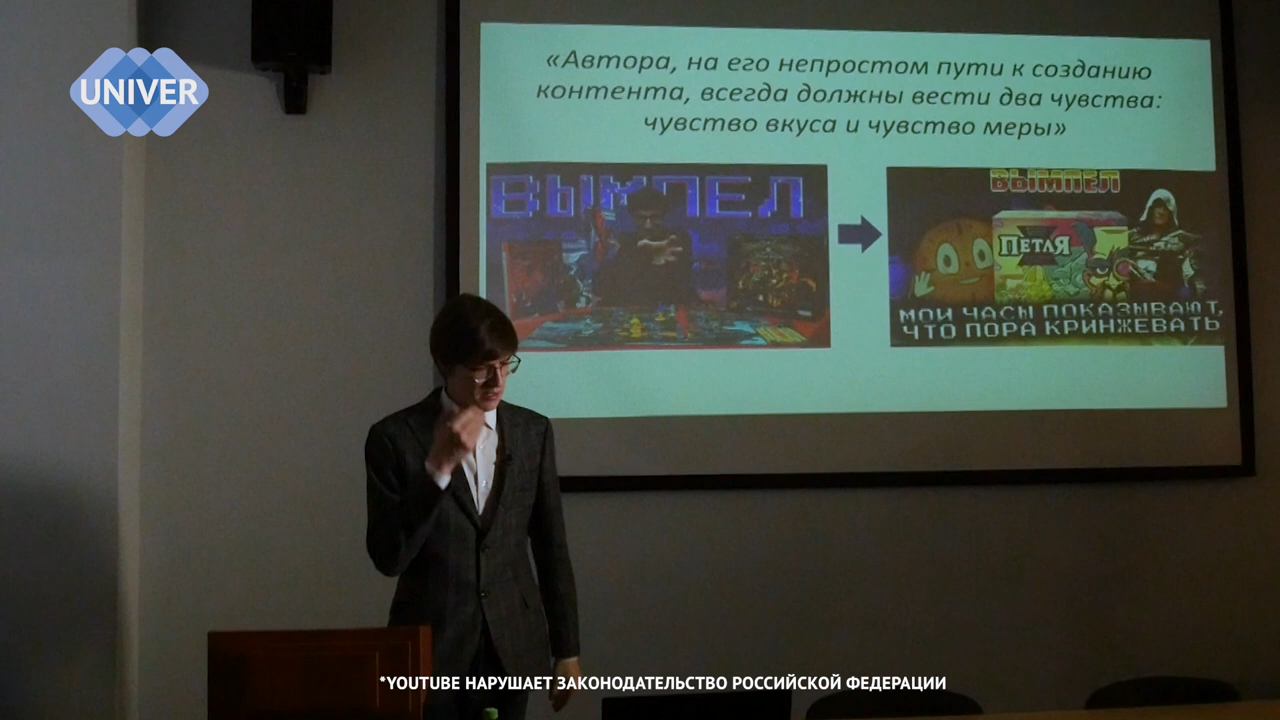 UNIVER
«Автора, на его непростом пути к созданию
контента, всегда должны вести два чувства:
чувство вкуса и чувство меры»
ВЫМПЕЛ
ВЫМПЕЛ
ПЕТЛЯ
МОИ ЧАСЫ ПОКАЗЫВАЮТ,
ЧТО ПОРА КРИНЖЕВАТЬ
*YOUTUBE НАРУШАЕТ ЗАКОНОДАТЕЛЬСТВО РОССИЙСКОЙ ФЕДЕРАЦИИ